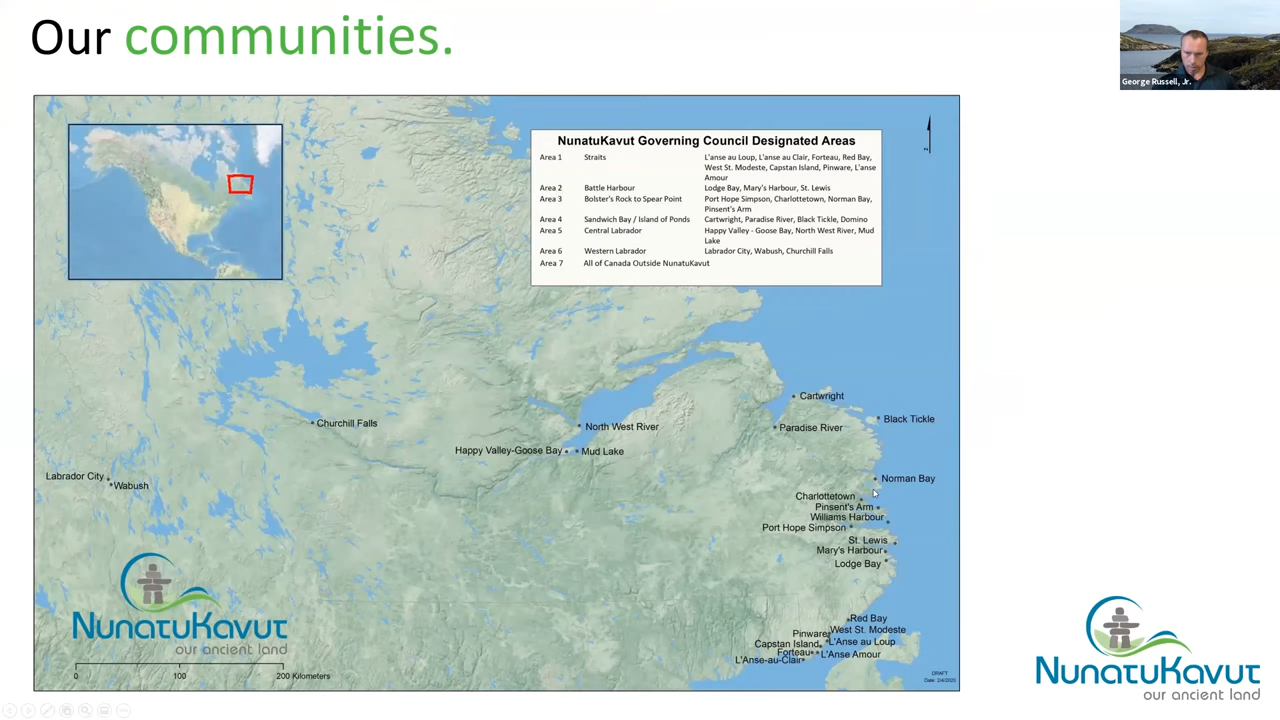 Our communities.
George Russell, Jr.
NunatuKavut Governing Council Designated Areas
Area 1 Straits L'anse au Loup, L'anse au Clair, Forteau, Red Bay,
West St. Modeste, Capstan Island, Pinware, L'anse
Amour
Area 2 Battle Harbour Lodge Bay, Mary's Harbour, St. Lewis
Area 3 Bolster's Rock to Spear Point Port Hope Simpson, Charlottetown, Norman Bay,
Pinsent's Arm
Area 4 Sandwich Bay / Island of Ponds Cartwright, Paradise River, Black Tickle, Domino
Area 5 Central Labrador Happy Valley - Goose Bay, North West River, Mud
Lake
Area 6 Western Labrador Labrador City, Wabush, Churchill Falls
Area 7 All of Canada Outside NunatuKavut
Cartwright
Black Tickle
Paradise River
Churchill Falls
North West River
Happy Valley-Goose Bay
Mud Lake
Labrador City
Wabush
Norman Bay
Charlottetown
Pinsent's Arm
Williams Harbour
Port Hope Simpson
St. Lewis
Mary's Harbour
Lodge Bay
Red Bay
West St. Modeste
Pinware
L'Anse au Loup
Capstan Island
Forteau
L'Anse Amour
L'Anse-au-Clair
NunatuKavut
our ancient land
0 100 200 Kilometers
DRAFT
Date: 2/4/2020
NunatuKavut
our ancient land